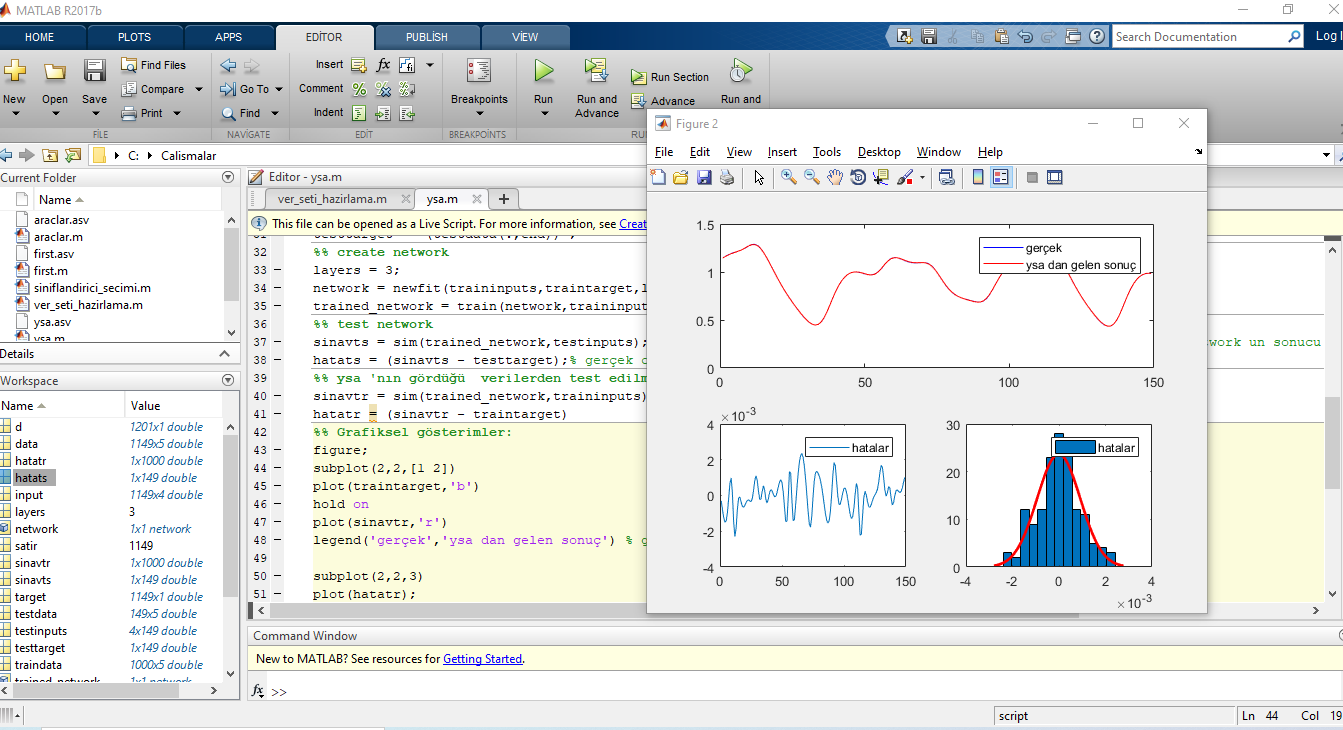 MATLAB R2017b
HOME PLOTS APPS EDİTOR PUBLİSH VİEW
Search Documentation
Log I
New Open Save
Find Files
Compare
Print
FİLE
Go To
Find
NAVİGATE
Insert
Comment
Indent
EDİT
Breakpoints
BREAKPOİNTS
Run
Run and
Advance
Run Section
Advance
Run and
RU
C: Calismalar
Current Folder
Name
araclar.asv
araclar.m
first.asv
first.m
siniflandirici_secimi.m
ver_seti_hazirlama.m
ysa.asv
ysa.m
Details
Workspace
Name Value
d 1201x1 double
data 1149x5 double
hatatr 1x1000 double
hatats 1x149 double
input 1149x4 double
layers 3
network 1x1 network
satir 1149
sinavtr 1x1000 double
sinavts 1x149 double
target 1149x1 double
testdata 149x5 double
testinputs 4x149 double
testtarget 1x149 double
traindata 1000x5 double
trained_network 1x1 network
Editor - ysa.m
ver_seti_hazirlama.m ysa.m
This file can be opened as a Live Script. For more information, see Creat
32 %% create network
33 – layers = 3;
34 – network = newfit(traininputs,traintarget,l
35 – trained_network = train(network,traininput
36 %% test network
37 – sinavts = sim(trained_network,testinputs);
work un sonucu
38 – hatats = (sinavts - testtarget);% gerçek d
39 %% ysa 'nın gördüğü verilerden test edilm
40 – sinavtr = sim(trained_network,traininputs)
41 – hatatr = (sinavtr - traintarget)
42 %% Grafiksel gösterimler:
43 – figure;
44 – subplot(2,2,[1 2])
45 – plot(traintarget,'b')
46 – hold on
47 – plot(sinavtr,'r')
48 – legend('gerçek','ysa dan gelen sonuç') % g
49
50 – subplot(2,2,3)
51 – plot(hatatr);
Figure 2
File Edit View Insert Tools Desktop Window Help
1.5
1
0.5
0
0 50 100 150
gerçek
ysa dan gelen sonuç
×10-3
4
2
0
-2
-4
0 50 100 150
hatalar
30
20
10
0
-4 -2 0 2 4
×10-3
hatalar
Command Window
New to MATLAB? See resources for Getting Started.
fx >>
script
Ln 44 Col 19